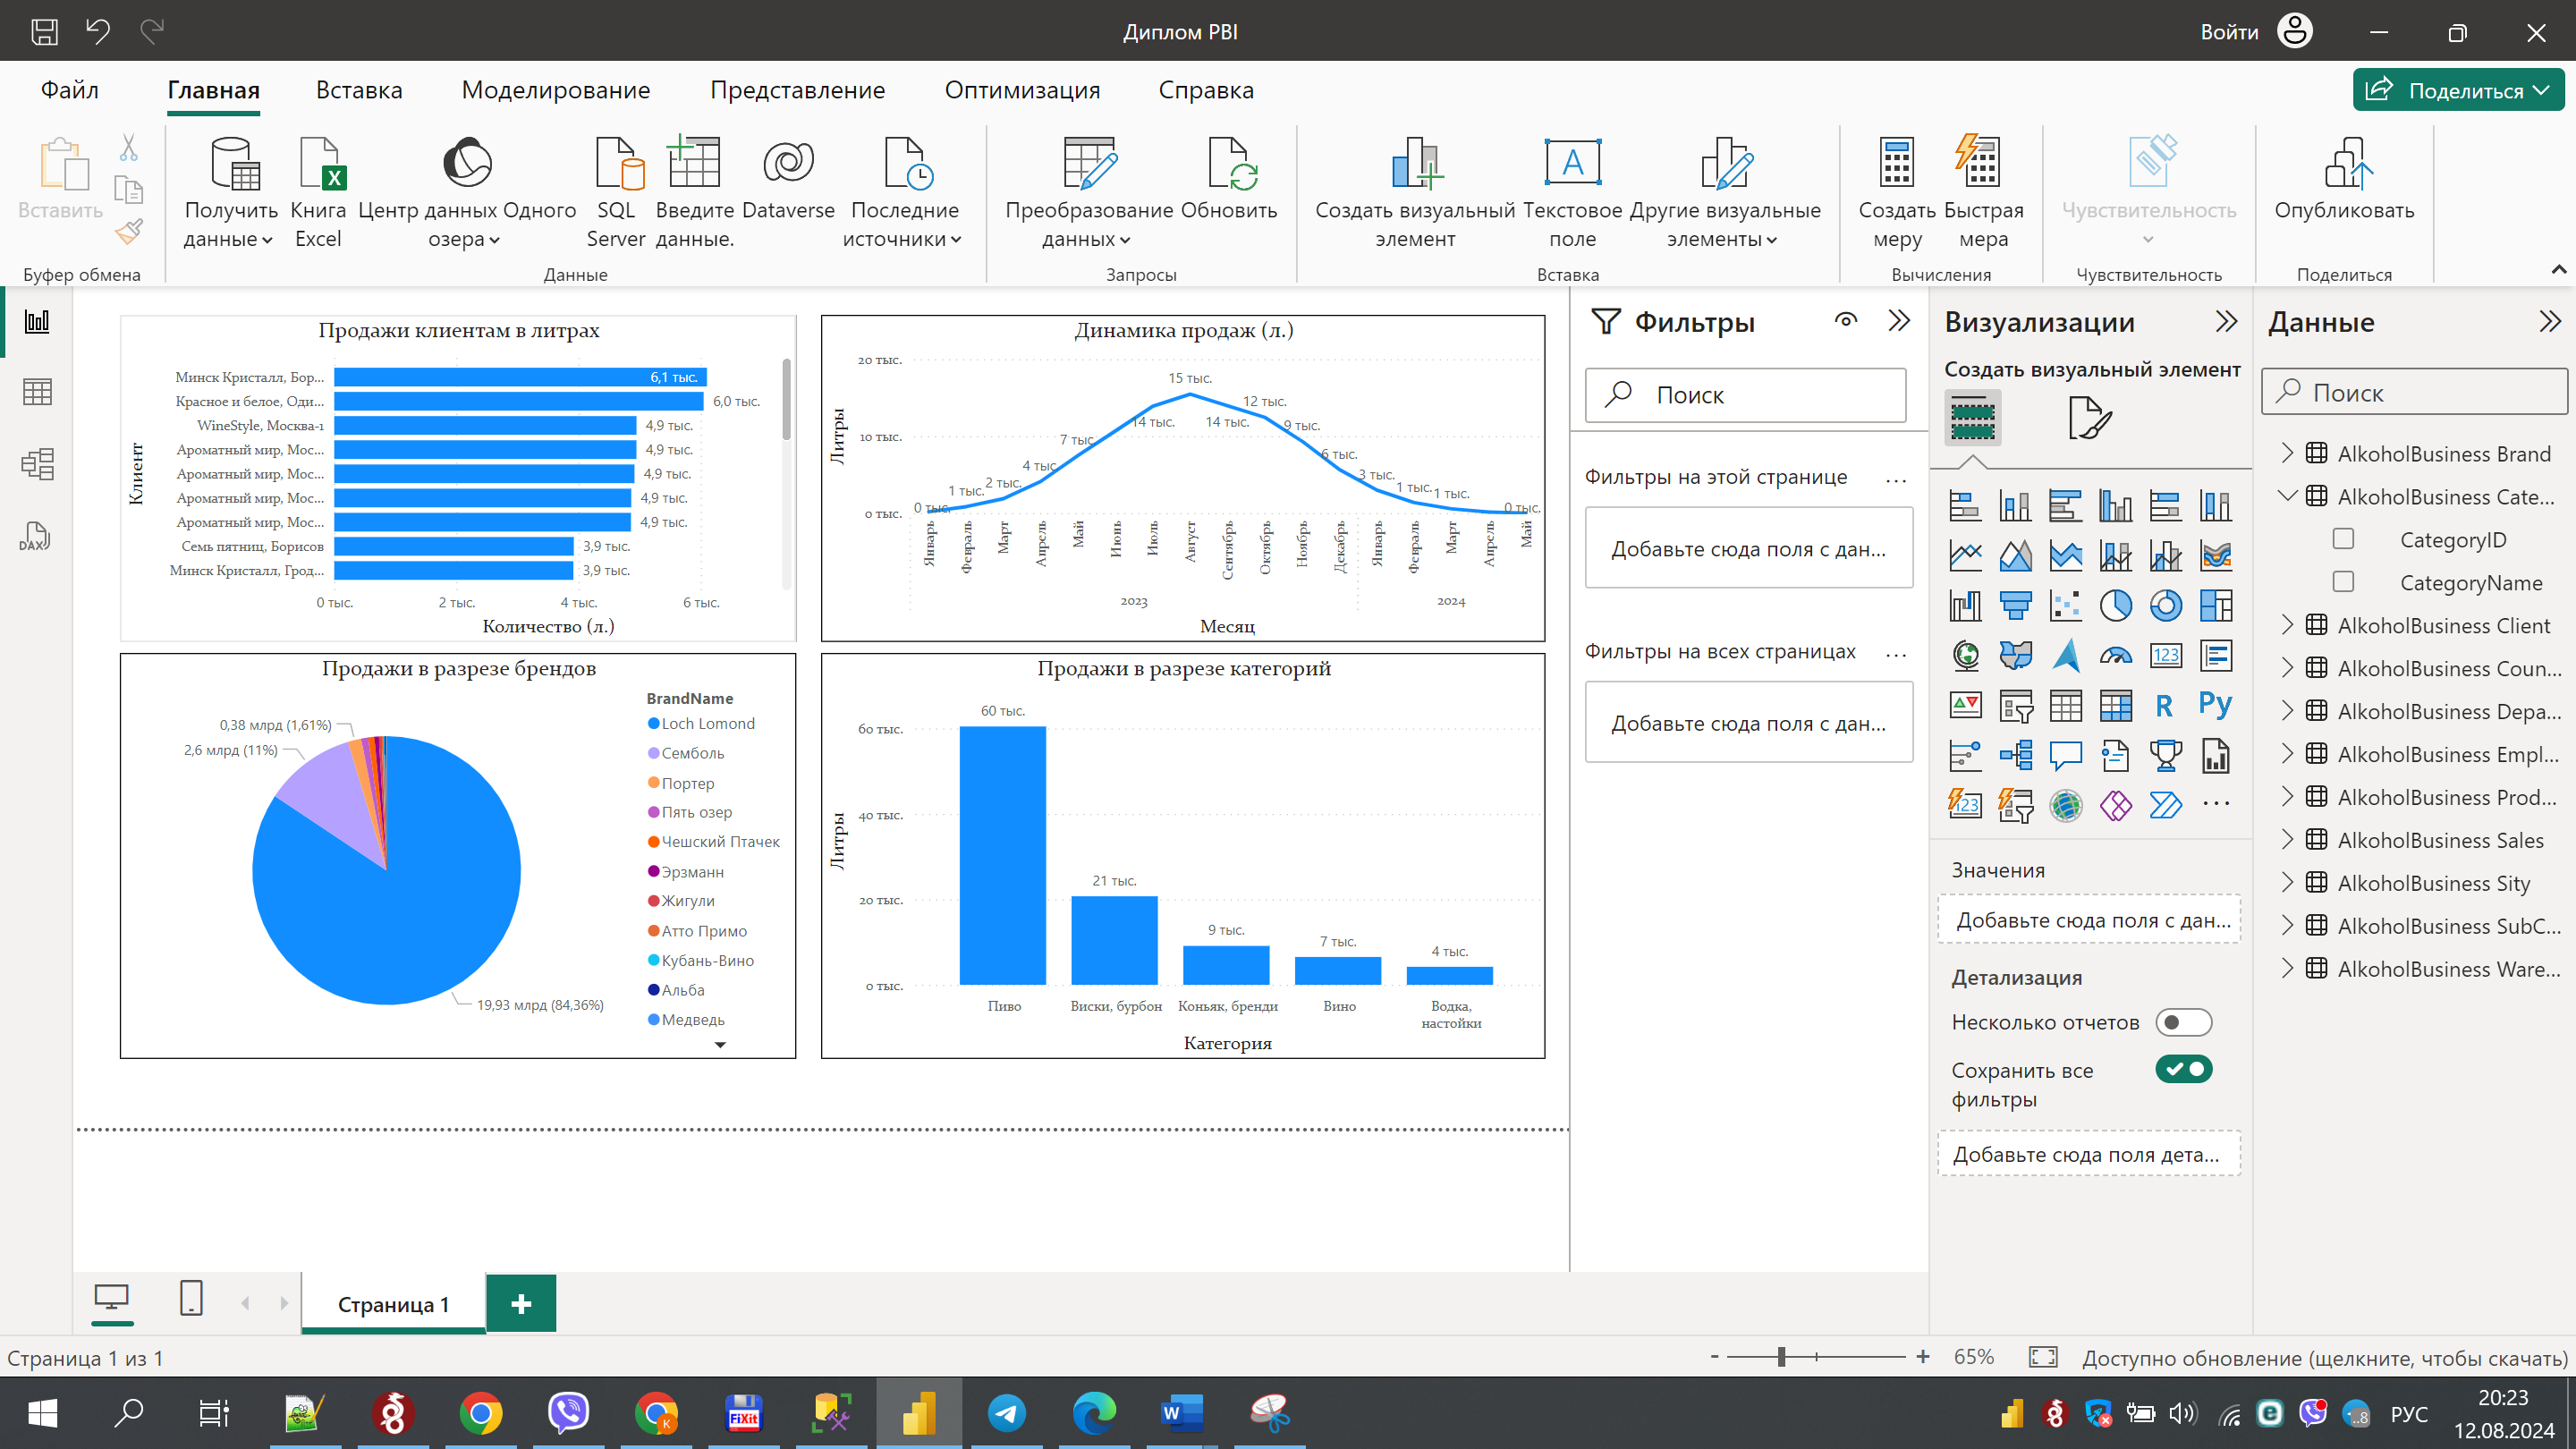 Диплом PBI
Войти
Файл
Главная
Вставка
Моделирование
Представление
Оптимизация
Справка
Поделиться
Вставить
Буфер обмена
Получить данные
Книга Excel
Центр данных Одного озера
SQL Server
Введите данные.
Dataverse
Последние источники
Данные
Преобразование данных
Обновить
Запросы
Создать визуальный элемент
Текстовое поле
Другие визуальные элементы
Вставка
Создать меру
Быстрая мера
Вычисления
Чувствительность
Чувствительность
Опубликовать
Поделиться
DAX
Продажи клиентам в литрах
Клиент
Минск Кристалл, Бор...
6,1 тыс.
Красное и белое, Оди...
6,0 тыс.
WineStyle, Москва-1
4,9 тыс.
Ароматный мир, Мос...
4,9 тыс.
Ароматный мир, Мос...
4,9 тыс.
Ароматный мир, Мос...
4,9 тыс.
Ароматный мир, Мос...
4,9 тыс.
Семь пятниц, Борисов
3,9 тыс.
Минск Кристалл, Грод...
3,9 тыс.
0 тыс.
2 тыс.
4 тыс.
6 тыс.
Количество (л.)
Динамика продаж (л.)
Литры
20 тыс.
10 тыс.
0 тыс.
0 тыс.
1 тыс.
2 тыс.
4 тыс.
7 тыс.
14 тыс.
15 тыс.
14 тыс.
12 тыс.
9 тыс.
6 тыс.
3 тыс.
1 тыс.
1 тыс.
0 тыс.
Январь
Февраль
Март
Апрель
Май
Июнь
Июль
Август
Сентябрь
Октябрь
Ноябрь
Декабрь
Январь
Февраль
Март
Апрель
Май
2023
2024
Месяц
Продажи в разрезе брендов
0,38 млрд (1,61%)
2,6 млрд (11%)
19,93 млрд (84,36%)
BrandName
Loch Lomond
Семболь
Портер
Пять озер
Чешский Птачек
Эрзманн
Жигули
Атто Примо
Кубань-Вино
Альба
Медведь
Продажи в разрезе категорий
Литры
60 тыс.
40 тыс.
20 тыс.
0 тыс.
60 тыс.
21 тыс.
9 тыс.
7 тыс.
4 тыс.
Пиво
Виски, бурбон
Коньяк, бренди
Вино
Водка,
настойки
Категория
Фильтры
Поиск
Фильтры на этой странице
...
Добавьте сюда поля с дан...
Фильтры на всех страницах
...
Добавьте сюда поля с дан...
Визуализации
Создать визуальный элемент
123
R
Py
123
...
Значения
Добавьте сюда поля с дан...
Детализация
Несколько отчетов
Сохранить все
фильтры
Добавьте сюда поля дета...
Данные
Поиск
AlkoholBusiness Brand
AlkoholBusiness Cate...
CategoryID
CategoryName
AlkoholBusiness Client
AlkoholBusiness Coun...
AlkoholBusiness Depa...
AlkoholBusiness Empl...
AlkoholBusiness Prod...
AlkoholBusiness Sales
AlkoholBusiness Sity
AlkoholBusiness SubC...
AlkoholBusiness Ware...
Страница 1
Страница 1 из 1
- + 65%
Доступно обновление (щелкните, чтобы скачать)
K
FiXit
W
..8
РУС
20:23
12.08.2024